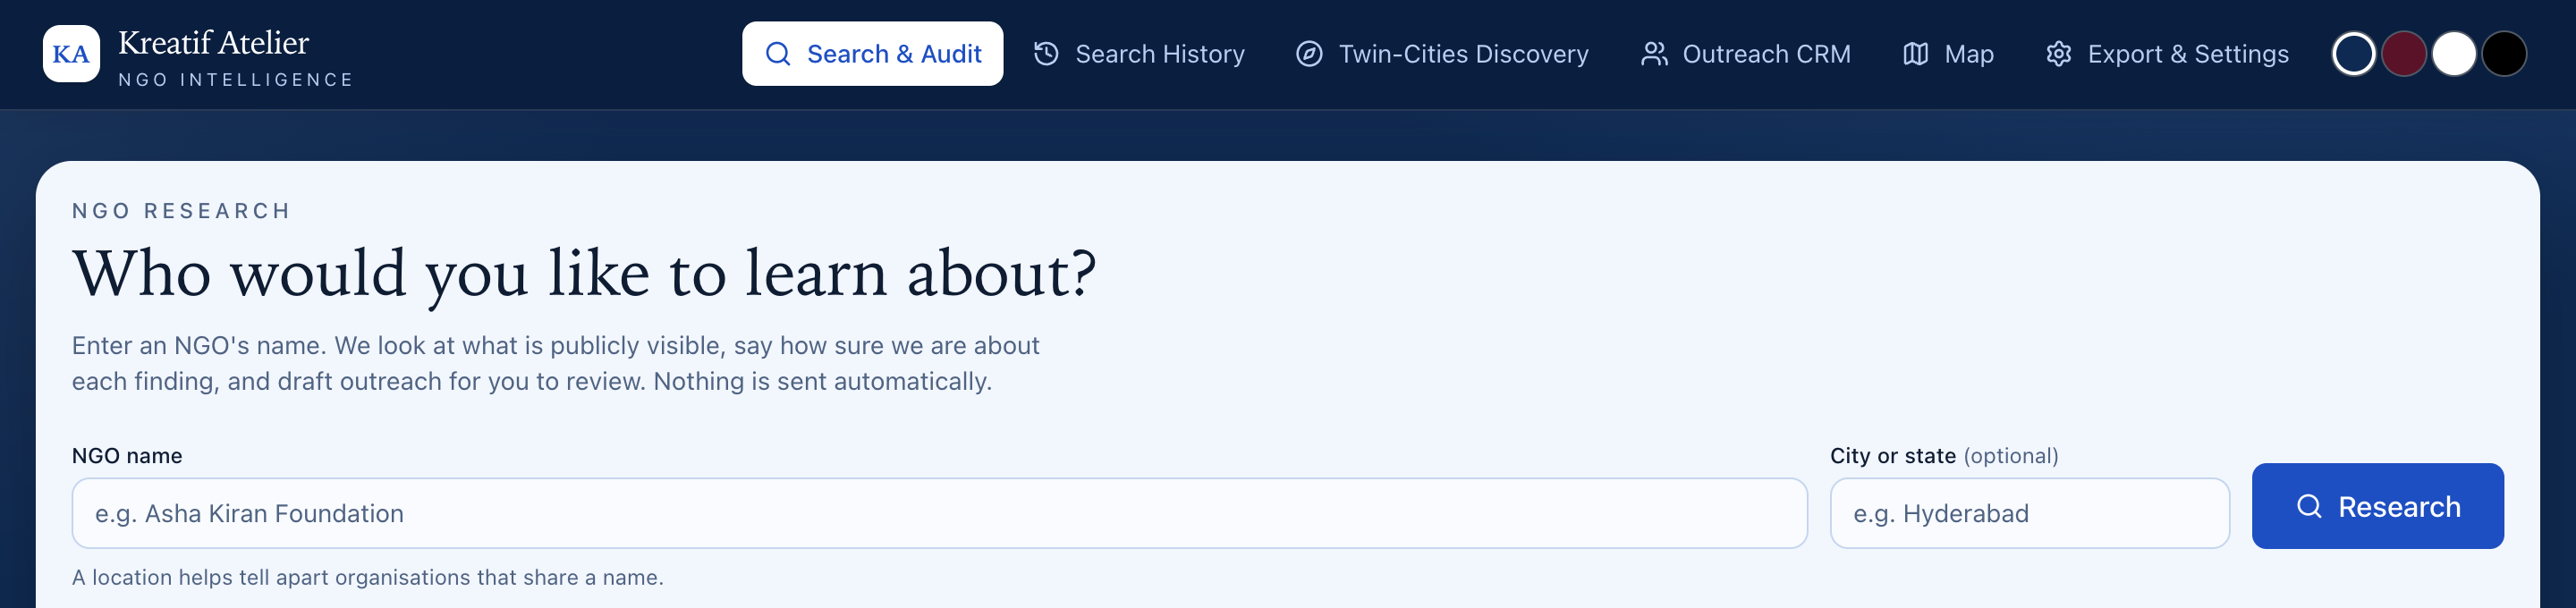 KA
Kreatif Atelier
NGO INTELLIGENCE
Search & Audit
Search History
Twin-Cities Discovery
Outreach CRM
Map
Export & Settings
NGO RESEARCH
Who would you like to learn about?
Enter an NGO's name. We look at what is publicly visible, say how sure we are about
each finding, and draft outreach for you to review. Nothing is sent automatically.
NGO name
e.g. Asha Kiran Foundation
City or state (optional)
e.g. Hyderabad
Research
A location helps tell apart organisations that share a name.